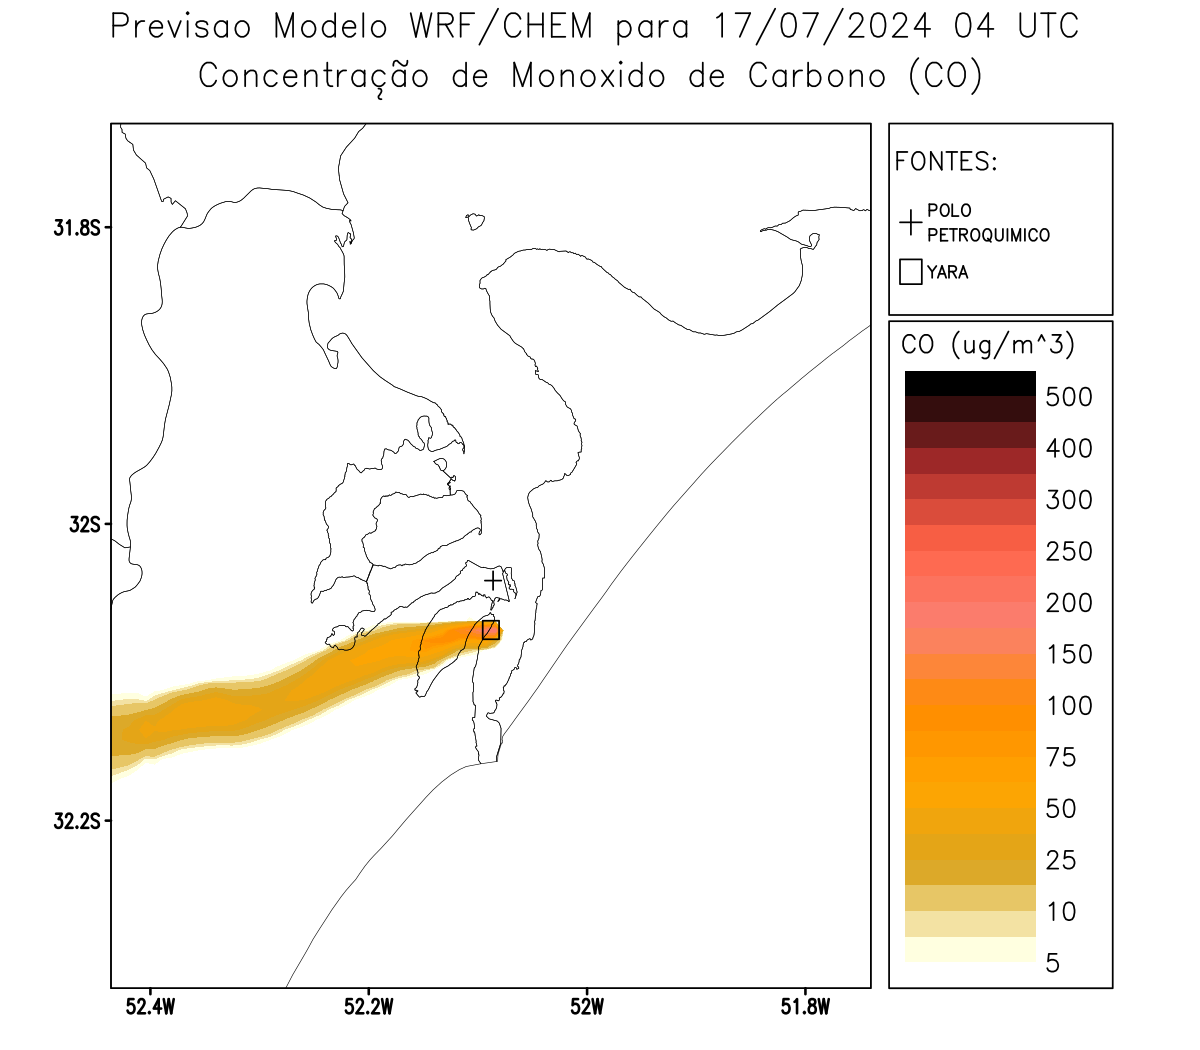 Previsao Modelo WRF/CHEM para 17/07/2024 04 UTC
Concentração de Monoxido de Carbono (CO)
FONTES:
POLO
PETROQUIMICO
YARA
CO (ug/m^3)
500
400
300
250
200
150
100
75
50
25
10
5
31.8S
32S
32.2S
52.4W
52.2W
52W
51.8W